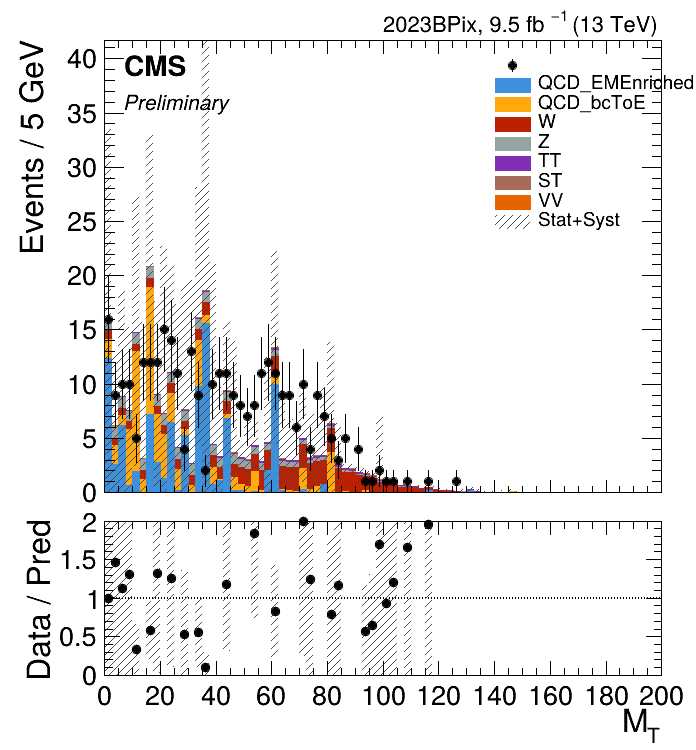 2023BPix, 9.5 fb⁻¹ (13 TeV)
CMS
Preliminary
QCD_EMEnriched
QCD_bcToE
W
Z
TT
ST
VV
Stat+Syst
Events / 5 GeV
40
35
30
25
20
15
10
5
0
Data / Pred
2
1.5
1
0.5
0
0 20 40 60 80 100 120 140 160 180 200
M_T